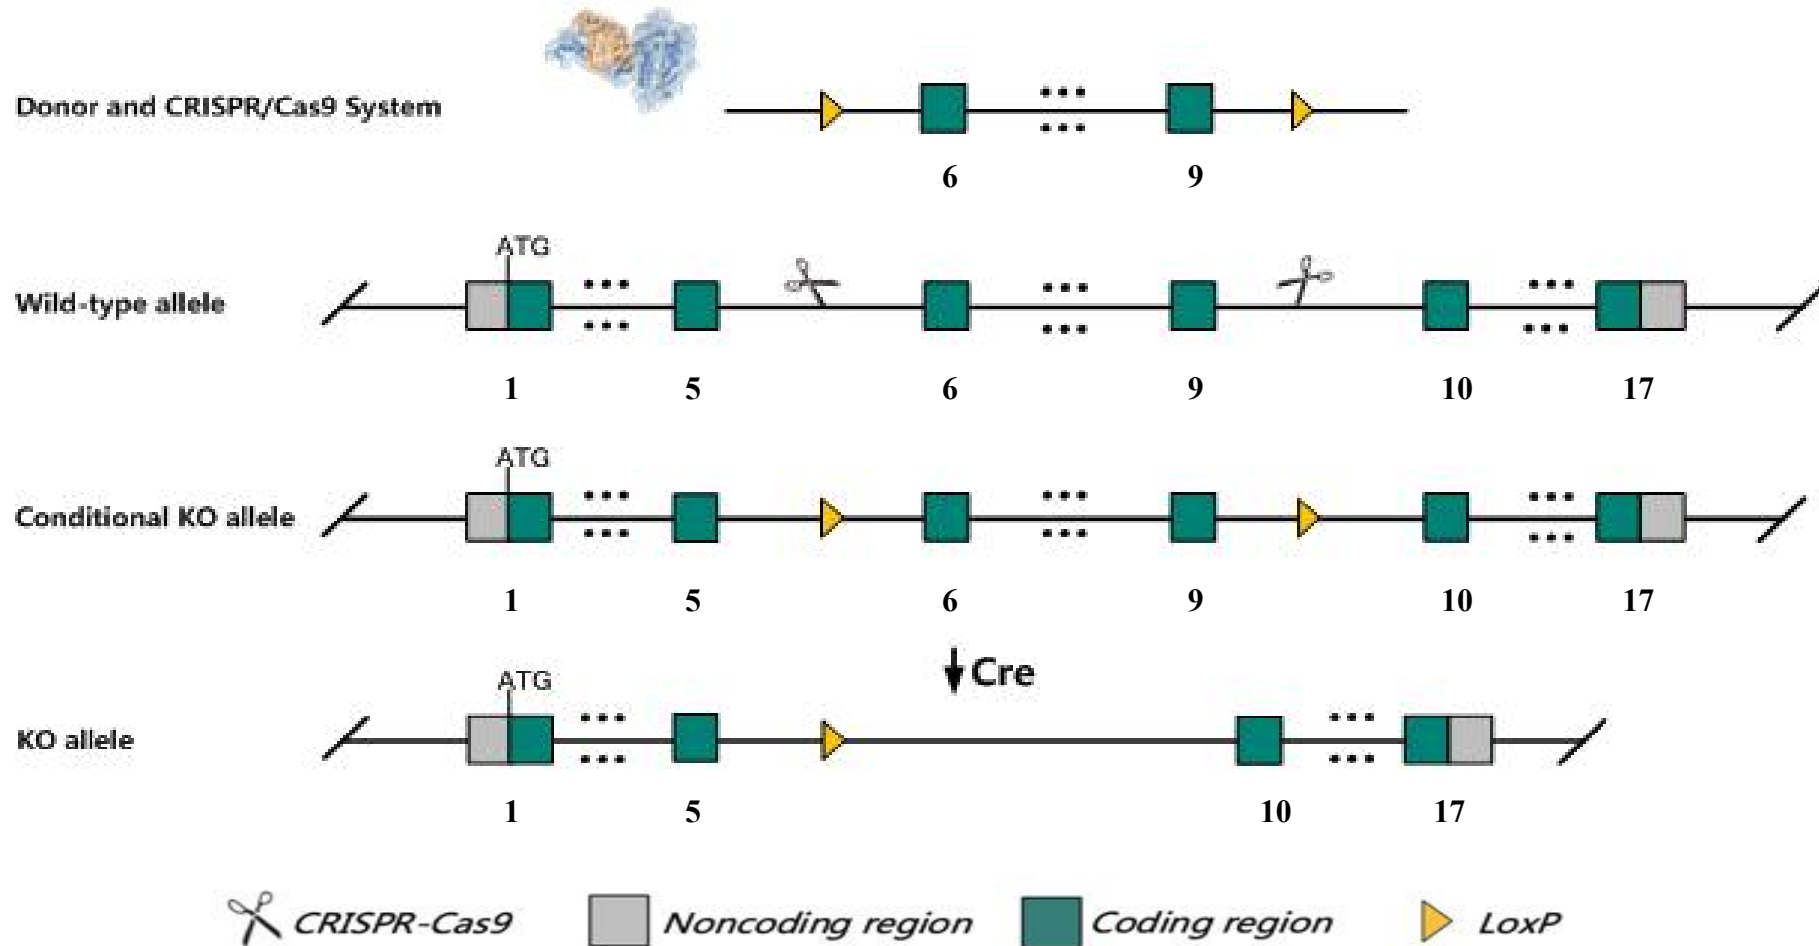 Donor and CRISPR/Cas9 System
6 9
ATG
Wild-type allele
1 5 6 9 10 17
ATG
Conditional KO allele
1 5 6 9 10 17
Cre
ATG
KO allele
1 5 10 17
CRISPR-Cas9 Noncoding region Coding region LoxP